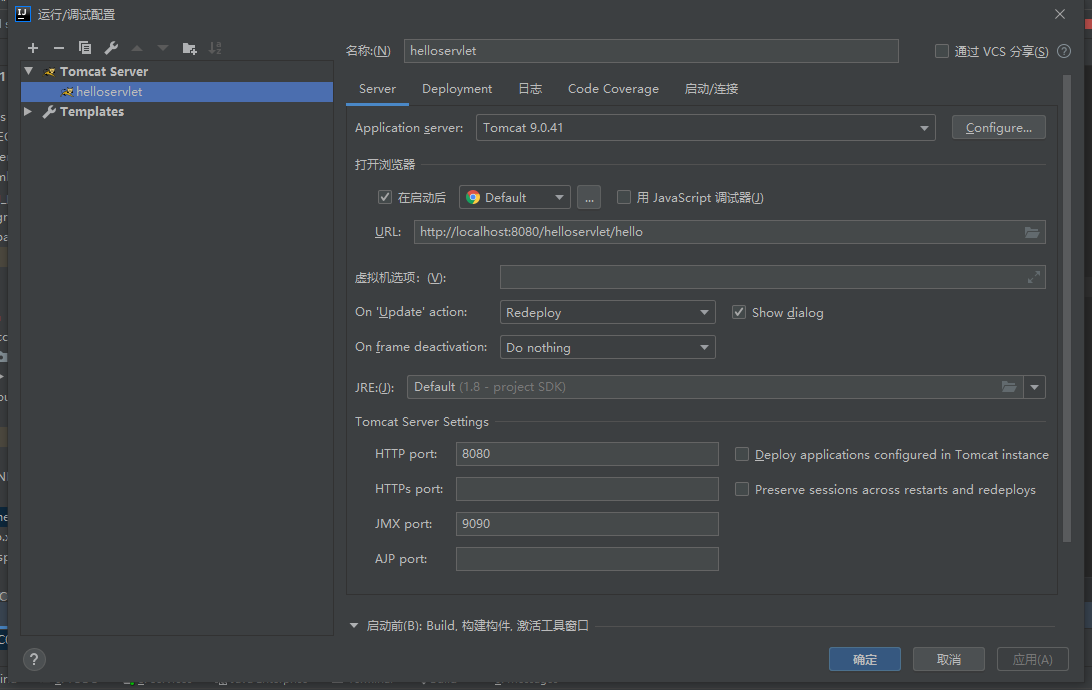 运行/调试配置
名称:(N) helloservlet 通过 VCS 分享(S)
Tomcat Server
helloservlet
Templates
Server Deployment 日志 Code Coverage 启动/连接
Application server: Tomcat 9.0.41 Configure...
打开浏览器
在启动后 Default ... 用 JavaScript 调试器(J)
URL: http://localhost:8080/helloservlet/hello
虚拟机选项: (V):
On 'Update' action: Redeploy Show dialog
On frame deactivation: Do nothing
JRE:(J): Default (1.8 - project SDK)
Tomcat Server Settings
HTTP port: 8080 Deploy applications configured in Tomcat instance
HTTPs port: Preserve sessions across restarts and redeploys
JMX port: 9090
AJP port:
启动前(B): Build, 构建构件, 激活工具窗口
? 确定 取消 应用(A)